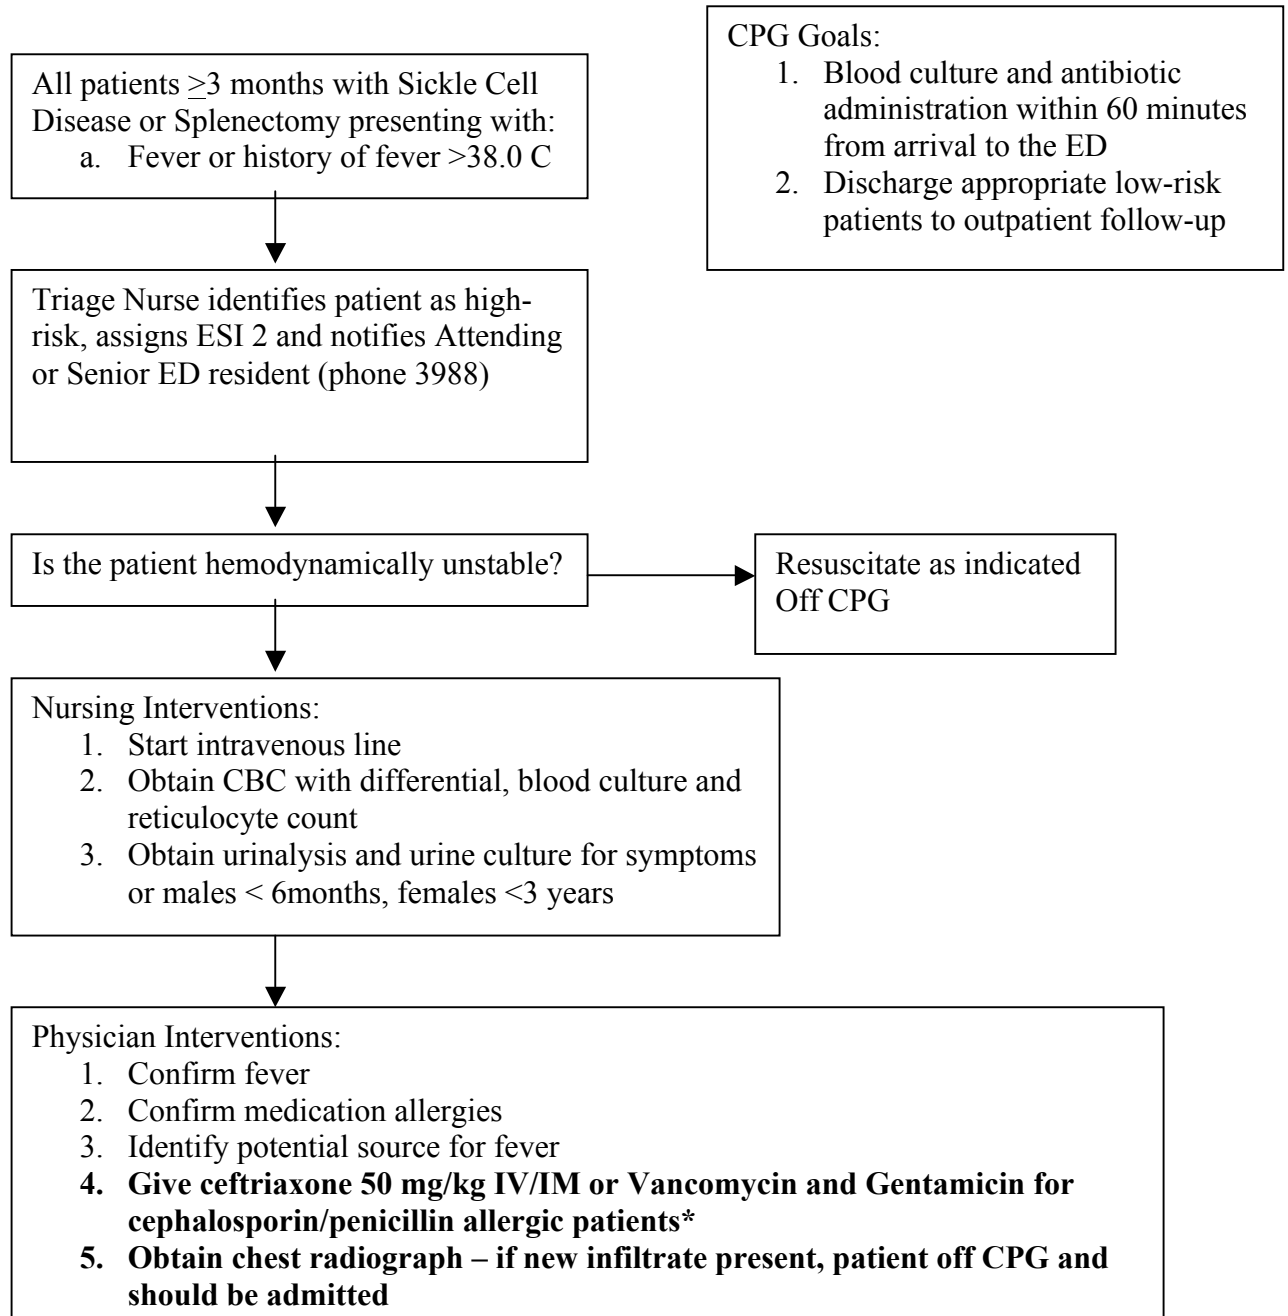 All patients ≥3 months with Sickle Cell
Disease or Splenectomy presenting with:
a. Fever or history of fever >38.0 C
CPG Goals:
1. Blood culture and antibiotic
administration within 60 minutes
from arrival to the ED
2. Discharge appropriate low-risk
patients to outpatient follow-up
Triage Nurse identifies patient as high-
risk, assigns ESI 2 and notifies Attending
or Senior ED resident (phone 3988)
Is the patient hemodynamically unstable?
Resuscitate as indicated
Off CPG
Nursing Interventions:
1. Start intravenous line
2. Obtain CBC with differential, blood culture and
reticulocyte count
3. Obtain urinalysis and urine culture for symptoms
or males < 6months, females <3 years
Physician Interventions:
1. Confirm fever
2. Confirm medication allergies
3. Identify potential source for fever
4. Give ceftriaxone 50 mg/kg IV/IM or Vancomycin and Gentamicin for
cephalosporin/penicillin allergic patients*
5. Obtain chest radiograph – if new infiltrate present, patient off CPG and
should be admitted